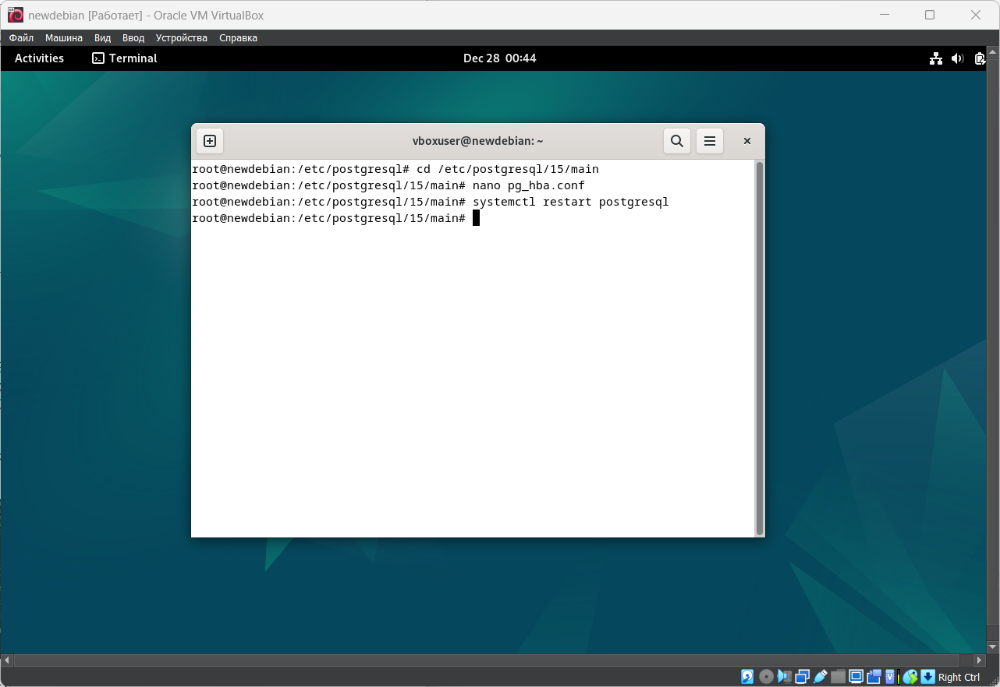 newdebian [Работает] - Oracle VM VirtualBox
Файл Машина Вид Ввод Устройства Справка
Activities Terminal Dec 28 00:44
vboxuser@newdebian: ~
root@newdebian:/etc/postgresql# cd /etc/postgresql/15/main
root@newdebian:/etc/postgresql/15/main# nano pg_hba.conf
root@newdebian:/etc/postgresql/15/main# systemctl restart postgresql
root@newdebian:/etc/postgresql/15/main#
Right Ctrl